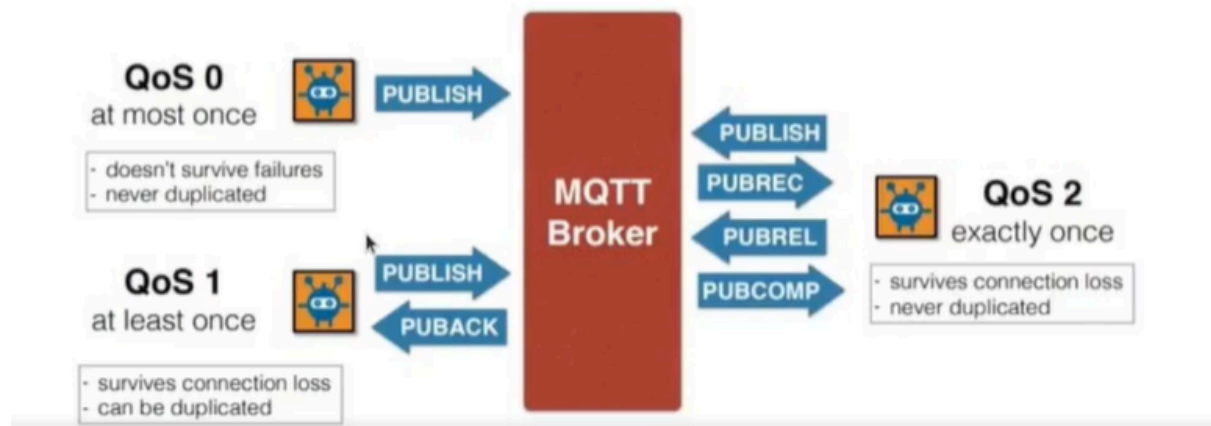 QoS 0
at most once
PUBLISH
- doesn't survive failures
- never duplicated
QoS 1
at least once
PUBLISH
PUBACK
- survives connection loss
- can be duplicated
MQTT
Broker
PUBLISH
PUBREC
PUBREL
PUBCOMP
QoS 2
exactly once
- survives connection loss
- never duplicated